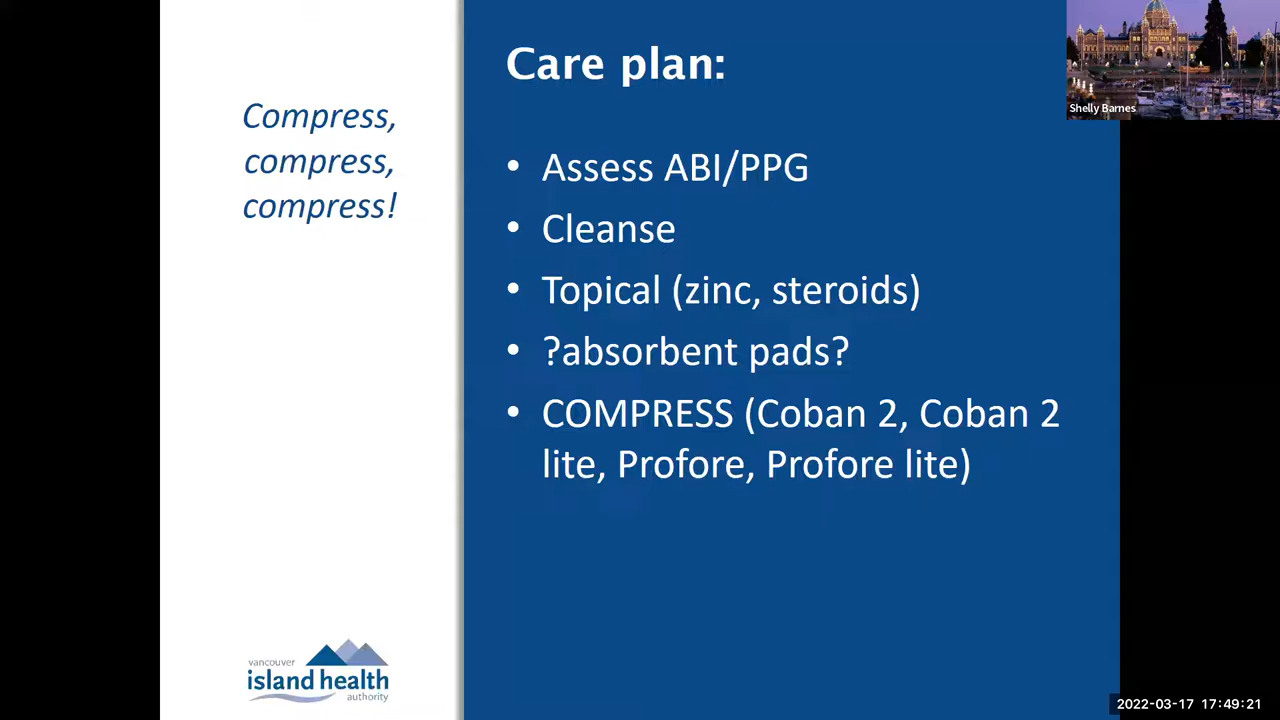 Compress,
compress,
compress!
Care plan:
• Assess ABI/PPG
• Cleanse
• Topical (zinc, steroids)
• ?absorbent pads?
• COMPRESS (Coban 2, Coban 2
lite, Profore, Profore lite)
vancouver
island health
authority
Shelly Barnes
2022-03-17 17:49:21